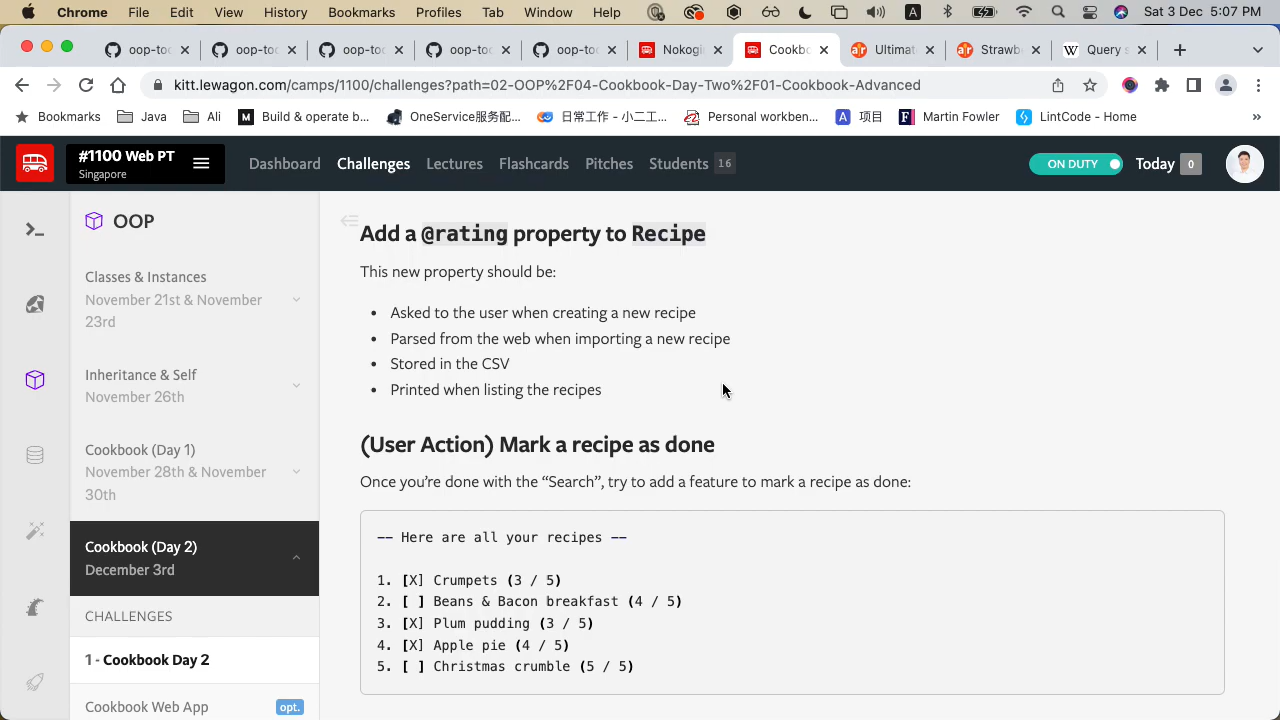 Chrome File Edit View History Bookmarks Profiles Tab Window Help A Sat 3 Dec 5:07 PM
oop-too oop-too oop-too oop-too oop-too Nokogi Cookbo Ultimat Strawbe Query s
kitt.lewagon.com/camps/1100/challenges?path=02-OOP%2F04-Cookbook-Day-Two%2F01-Cookbook-Advanced
Bookmarks Java Ali Build & operate b... OneService服务配... 日常工作 - 小二工... Personal workben... 项目 Martin Fowler LintCode - Home »
#1100 Web PT
Singapore
Dashboard Challenges Lectures Flashcards Pitches Students 16 ON DUTY Today 0
OOP
Classes & Instances
November 21st & November
23rd
Inheritance & Self
November 26th
Cookbook (Day 1)
November 28th & November
30th
Cookbook (Day 2)
December 3rd
CHALLENGES
1 - Cookbook Day 2
Cookbook Web App opt.
Add a @rating property to Recipe
This new property should be:
• Asked to the user when creating a new recipe
• Parsed from the web when importing a new recipe
• Stored in the CSV
• Printed when listing the recipes
(User Action) Mark a recipe as done
Once you’re done with the “Search”, try to add a feature to mark a recipe as done:
-- Here are all your recipes --
1. [X] Crumpets (3 / 5)
2. [ ] Beans & Bacon breakfast (4 / 5)
3. [X] Plum pudding (3 / 5)
4. [X] Apple pie (4 / 5)
5. [ ] Christmas crumble (5 / 5)